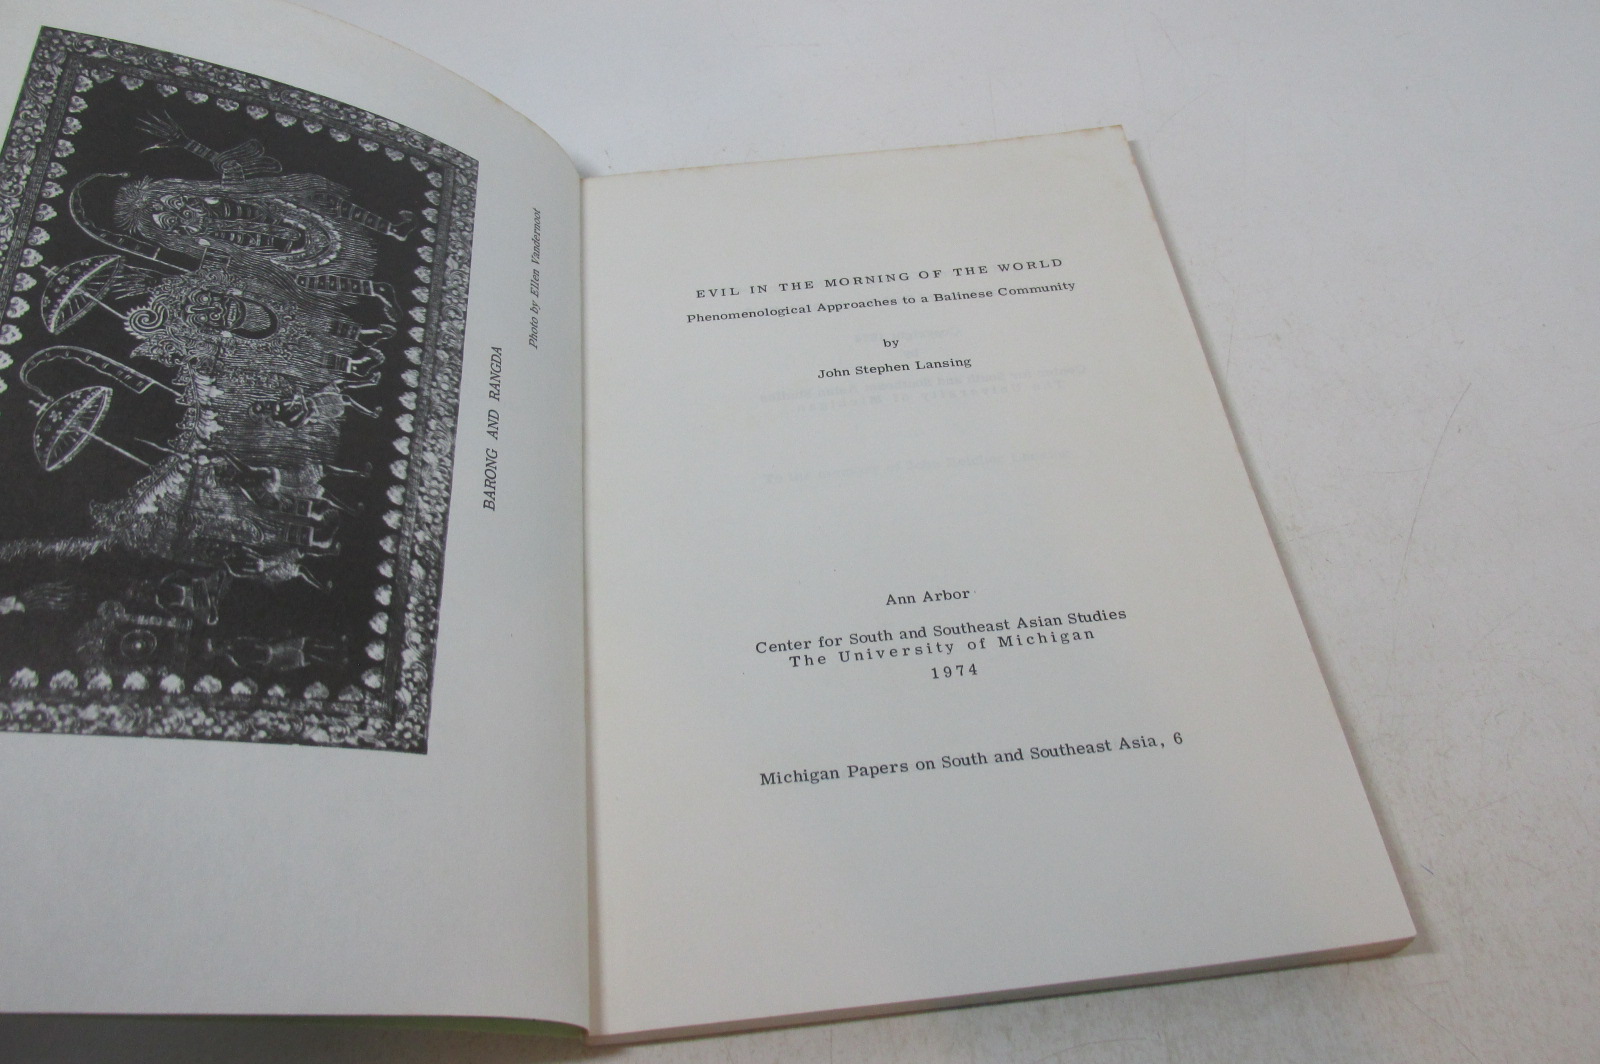 BARONG AND RANGDA
Photo by Ellen Vandernoot
EVIL IN THE MORNING OF THE WORLD
Phenomenological Approaches to a Balinese Community
by
John Stephen Lansing
Ann Arbor
Center for South and Southeast Asian Studies
The University of Michigan
1974
Michigan Papers on South and Southeast Asia, 6